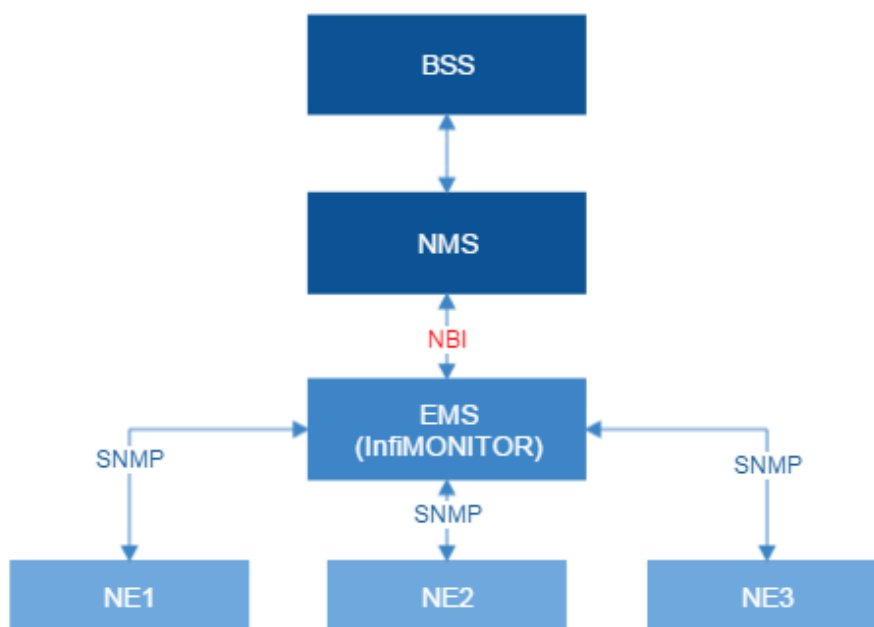 BSS
NMS
NBI
EMS
(InfiMONITOR)
SNMP
SNMP
SNMP
NE1
NE2
NE3